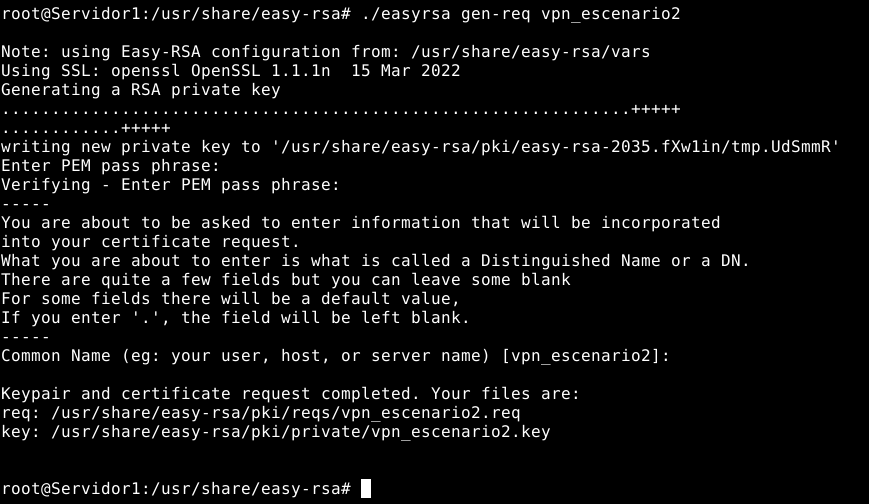 root@Servidor1:/usr/share/easy-rsa# ./easyrsa gen-req vpn_escenario2
Note: using Easy-RSA configuration from: /usr/share/easy-rsa/vars
Using SSL: openssl OpenSSL 1.1.1n  15 Mar 2022
Generating a RSA private key
...............................................................+++++
............+++++
writing new private key to '/usr/share/easy-rsa/pki/easy-rsa-2035.fXw1in/tmp.UdSmmR'
Enter PEM pass phrase:
Verifying - Enter PEM pass phrase:
-----
You are about to be asked to enter information that will be incorporated
into your certificate request.
What you are about to enter is what is called a Distinguished Name or a DN.
There are quite a few fields but you can leave some blank
For some fields there will be a default value,
If you enter '.', the field will be left blank.
-----
Common Name (eg: your user, host, or server name) [vpn_escenario2]:
Keypair and certificate request completed. Your files are:
req: /usr/share/easy-rsa/pki/reqs/vpn_escenario2.req
key: /usr/share/easy-rsa/pki/private/vpn_escenario2.key
root@Servidor1:/usr/share/easy-rsa#